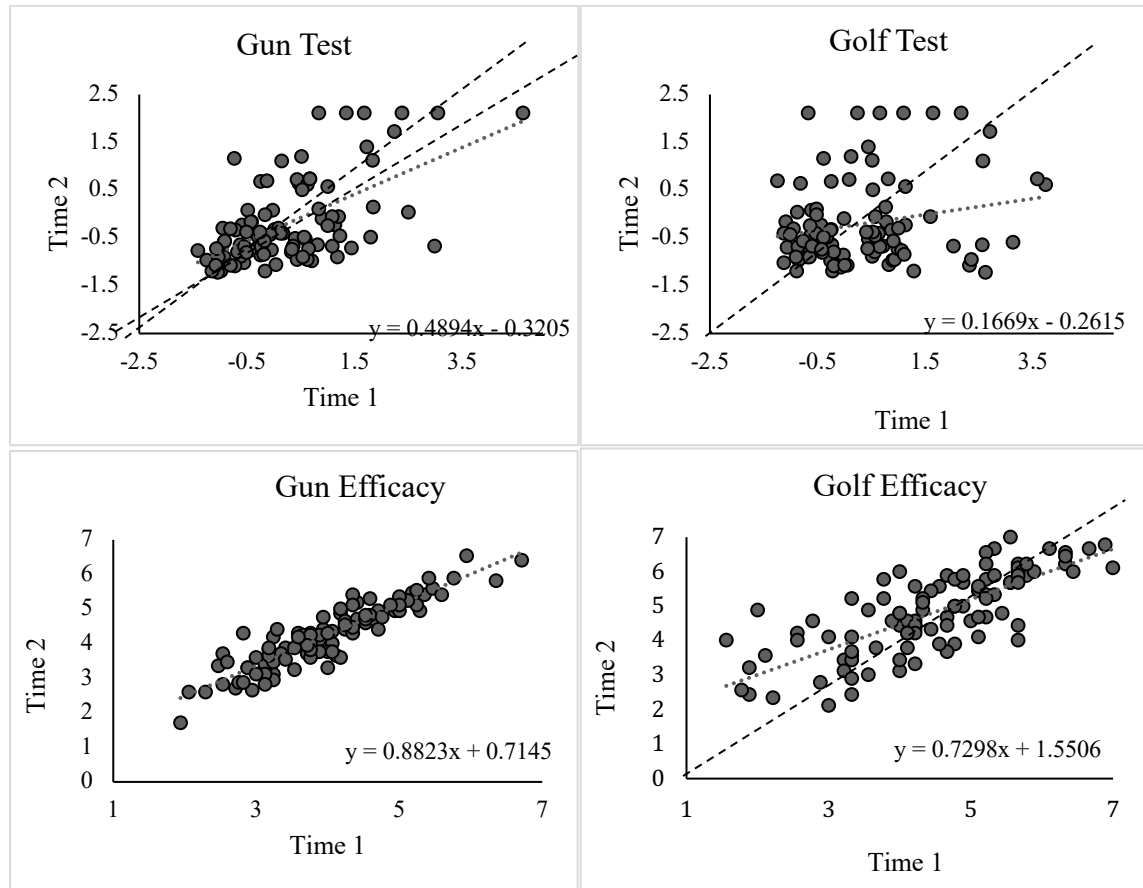 Gun Test
2.5
1.5
0.5
-0.5
-1.5
-2.5
Time 2
y = 0.4894x - 0.3205
-2.5 -0.5 1.5 3.5
Time 1
Golf Test
2.5
1.5
0.5
-0.5
-1.5
-2.5
Time 2
y = 0.1669x - 0.2615
-2.5 -0.5 1.5 3.5
Time 1
Gun Efficacy
7
6
5
4
3
2
1
0
Time 2
y = 0.8823x + 0.7145
1 3 5 7
Time 1
Golf Efficacy
7
6
5
4
3
2
1
0
Time 2
y = 0.7298x + 1.5506
1 3 5 7
Time 1